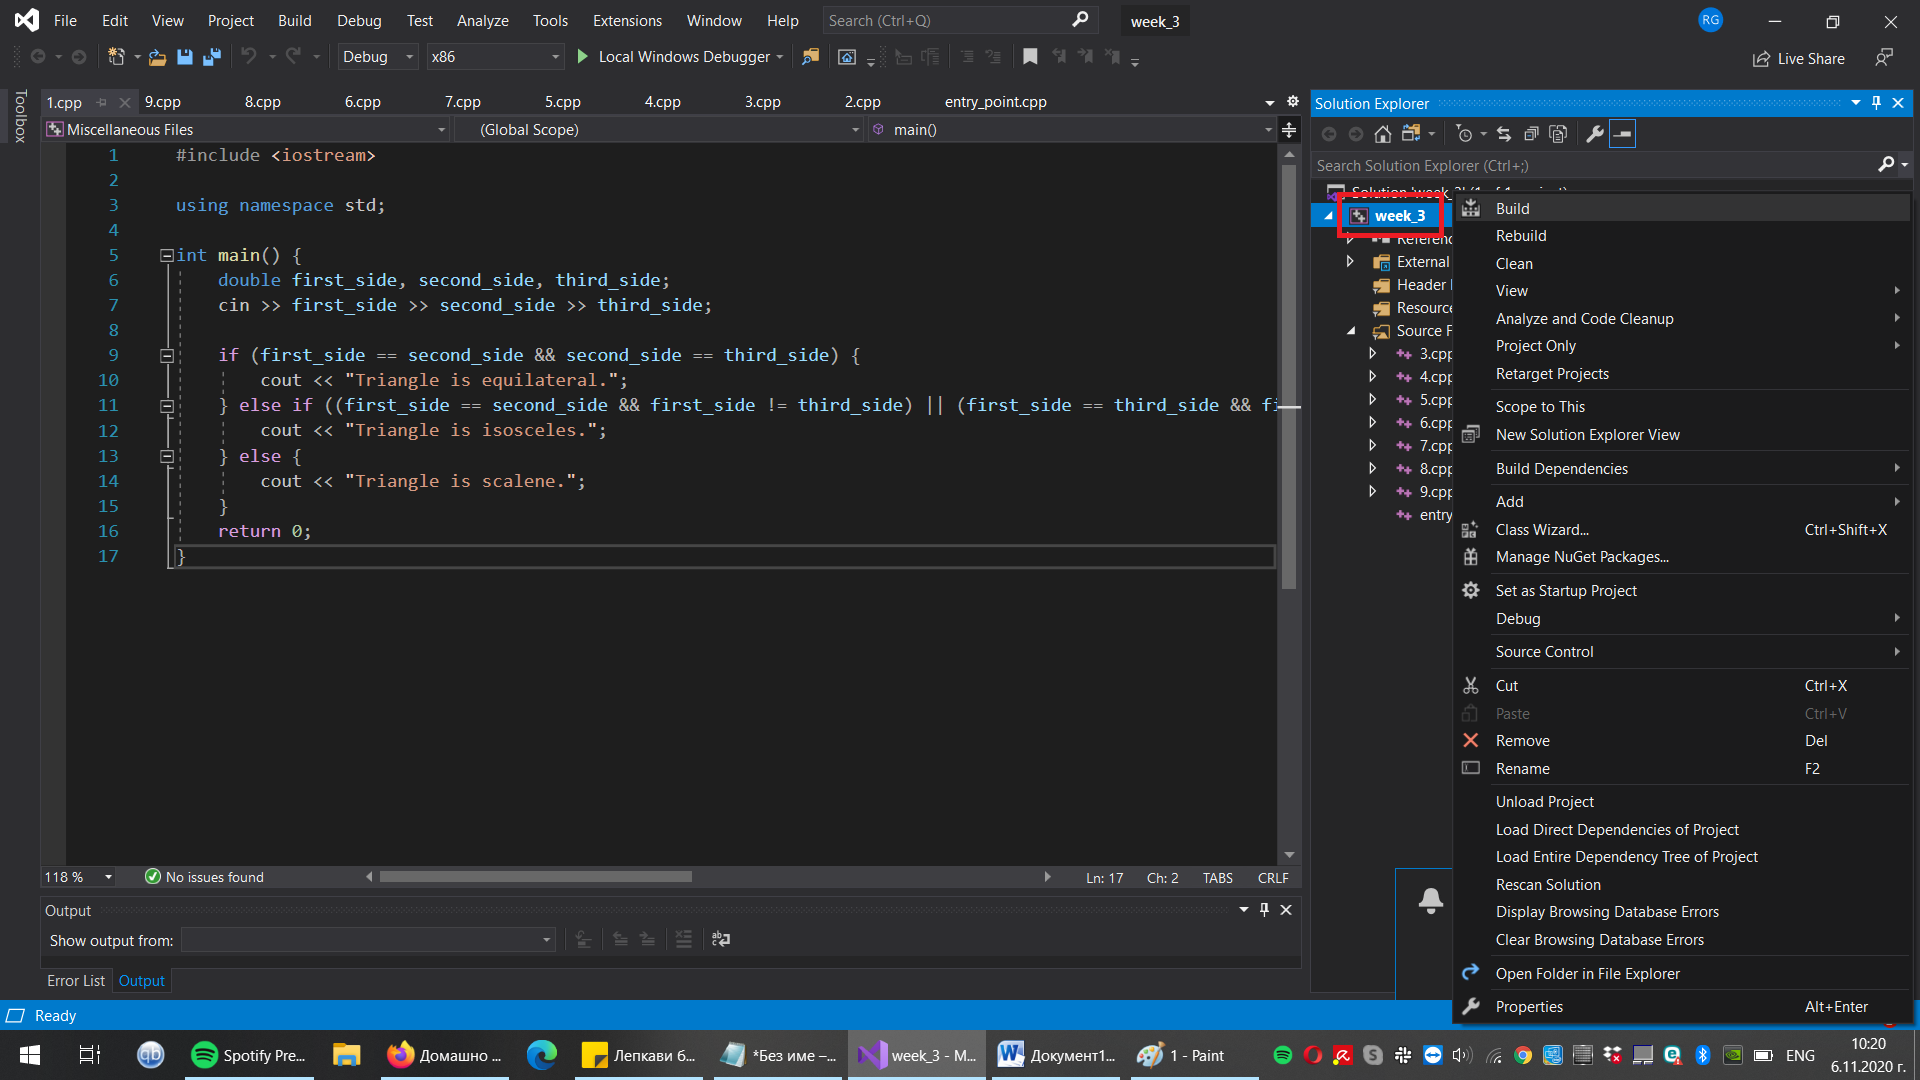 File Edit View Project Build Debug Test Analyze Tools Extensions Window Help Search (Ctrl+Q) week_3 RG
Debug x86 Local Windows Debugger Live Share
Toolbox
1.cpp 9.cpp 8.cpp 6.cpp 7.cpp 5.cpp 4.cpp 3.cpp 2.cpp entry_point.cpp
Miscellaneous Files (Global Scope) main()
1 #include <iostream>
2
3 using namespace std;
4
5 int main() {
6 double first_side, second_side, third_side;
7 cin >> first_side >> second_side >> third_side;
8
9 if (first_side == second_side && second_side == third_side) {
10 cout << "Triangle is equilateral.";
11 } else if ((first_side == second_side && first_side != third_side) || (first_side == third_side && fi
12 cout << "Triangle is isosceles.";
13 } else {
14 cout << "Triangle is scalene.";
15 }
16 return 0;
17 }
118 % No issues found Ln: 17 Ch: 2 TABS CRLF
Output
Show output from:
Error List Output
Ready
Solution Explorer
Search Solution Explorer (Ctrl+;)
Solution 'week_3' (1 of 1 project)
week_3
Referenc
External
Header
Resource
Source F
3.cpp
4.cpp
5.cpp
6.cpp
7.cpp
8.cpp
9.cpp
entry
Build
Rebuild
Clean
View
Analyze and Code Cleanup
Project Only
Retarget Projects
Scope to This
New Solution Explorer View
Build Dependencies
Add
Class Wizard... Ctrl+Shift+X
Manage NuGet Packages...
Set as Startup Project
Debug
Source Control
Cut Ctrl+X
Paste Ctrl+V
Remove Del
Rename F2
Unload Project
Load Direct Dependencies of Project
Load Entire Dependency Tree of Project
Rescan Solution
Display Browsing Database Errors
Clear Browsing Database Errors
Open Folder in File Explorer
Properties Alt+Enter
qb Spotify Pre... Домашно ... Лепкави б... *Без име –... week_3 - M... Документ1... 1 - Paint ENG 10:20
6.11.2020 г.